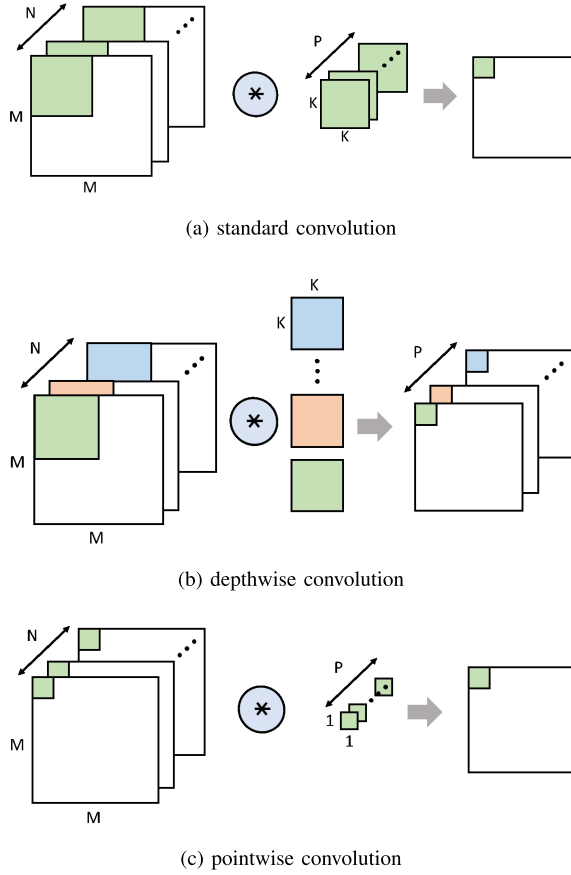 N
P
M
K
K
M
*
(a) standard convolution
K
K
N
P
M
M
*
(b) depthwise convolution
N
P
M
1
1
M
*
(c) pointwise convolution